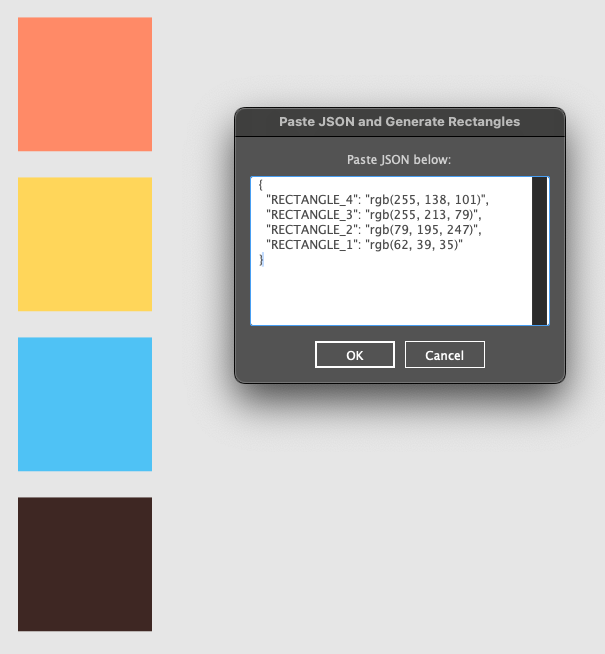 Paste JSON and Generate Rectangles
Paste JSON below:
{
"RECTANGLE_4": "rgb(255, 138, 101)",
"RECTANGLE_3": "rgb(255, 213, 79)",
"RECTANGLE_2": "rgb(79, 195, 247)",
"RECTANGLE_1": "rgb(62, 39, 35)"
}
OK Cancel